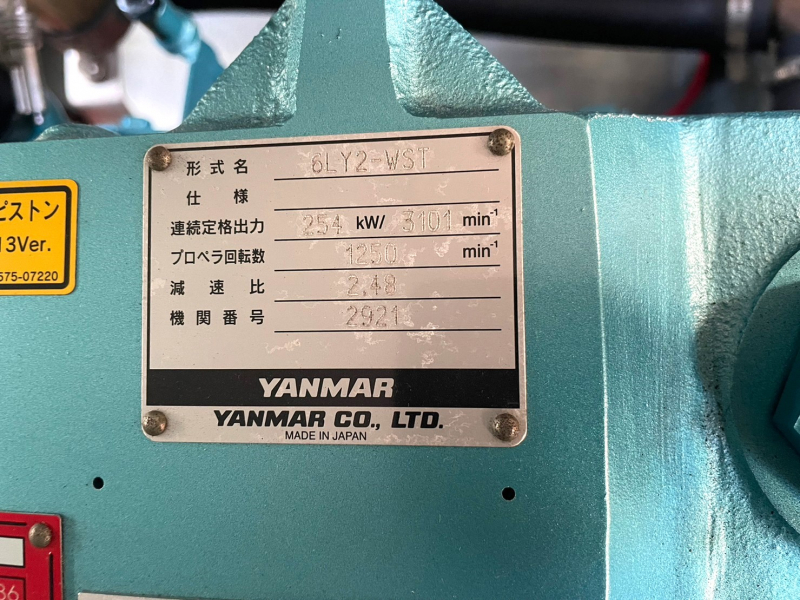 形式名 6LY2-WST
仕様
連続定格出力 254 kW/ 3101 min-1
プロペラ回転数 1250 min-1
減速比 2.48
機関番号 2921
YANMAR
YANMAR CO., LTD.
MADE IN JAPAN
ピストン
13Ver.
575-07220
36